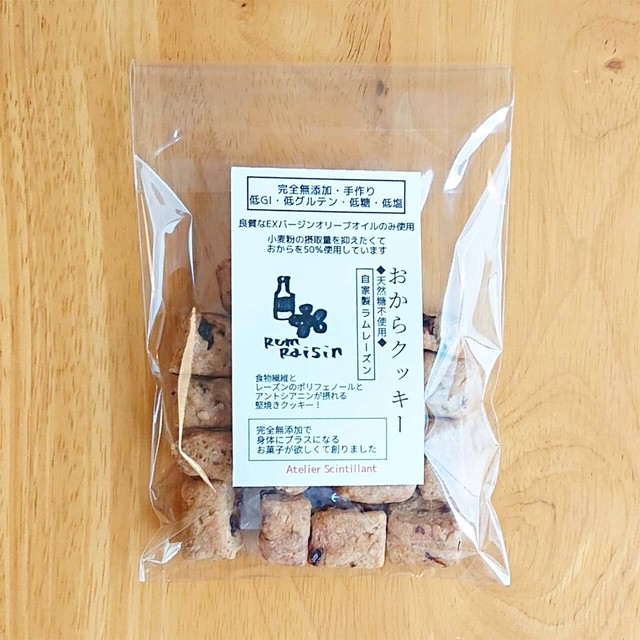 完全無添加・手作り
低GI・低グルテン・低糖・低塩
良質なEXバージンオリーブオイルのみ使用
小麦粉の摂取量を抑えたくて
おからを50%使用しています
おからクッキー
◆天然糖不使用◆
自家製ラムレーズン
Rum
Raisin
食物繊維と
レーズンのポリフェノールと
アントシアニンが摂れる
堅焼きクッキー！
完全無添加で
身体にプラスになる
お菓子が欲しくて創りました
Atelier Scintillant